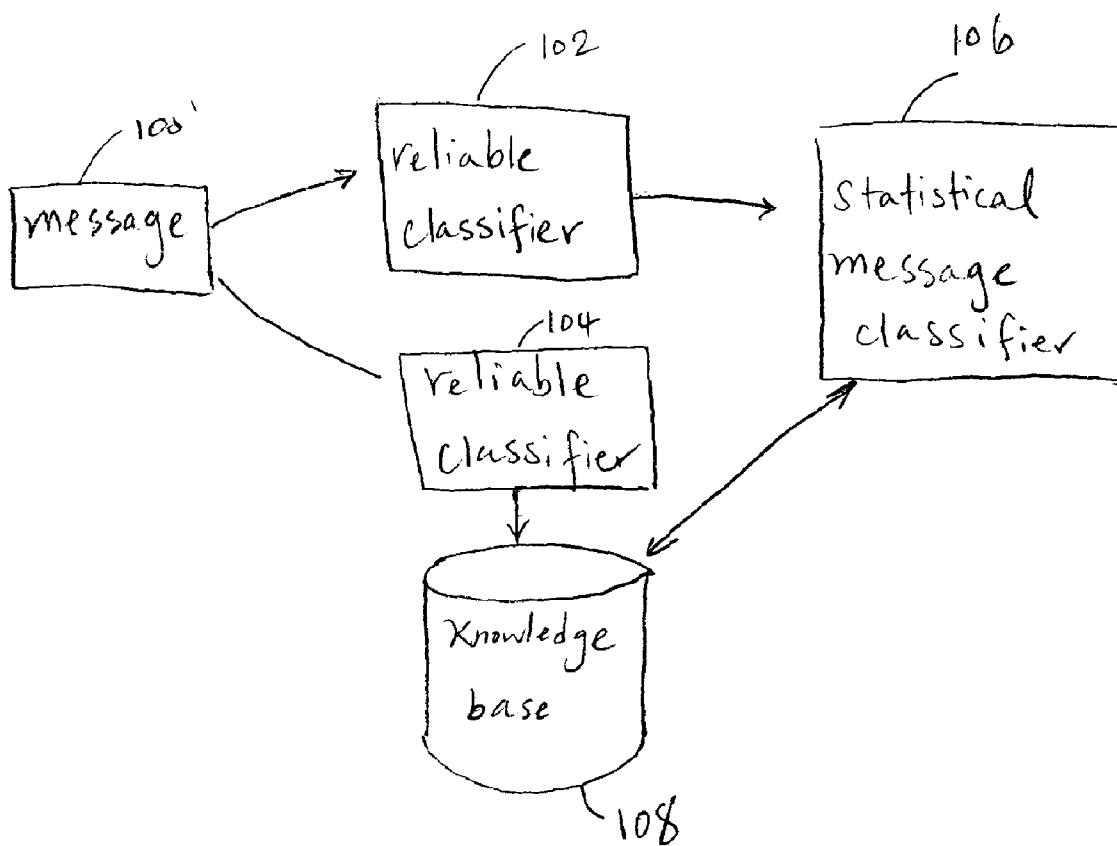 102
106
100
message
reliable
classifier
statistical
message
classifier
104
reliable
classifier
Knowledge
base
108